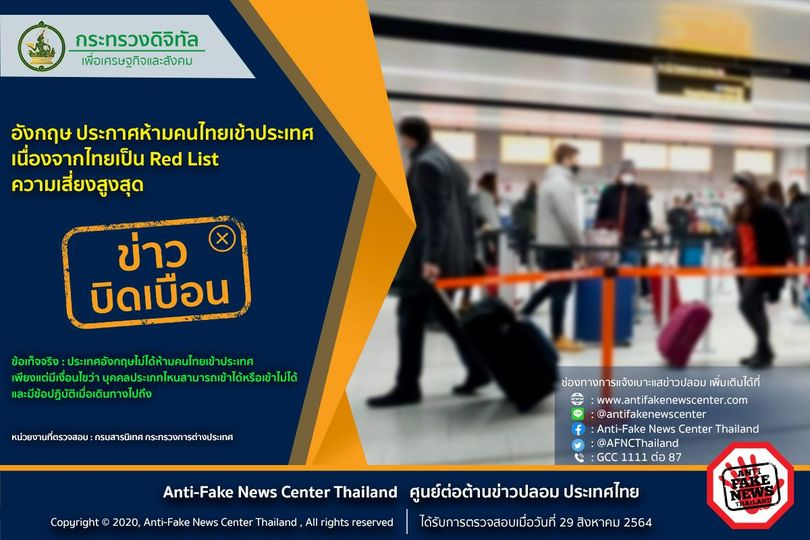 กระทรวงดิจิทัล
เพื่อเศรษฐกิจและสังคม
อังกฤษ ประกาศห้ามคนไทยเข้าประเทศ
เนื่องจากไทยเป็น Red List
ความเสี่ยงสูงสุด
ข่าว
บิดเบือน
ข้อเท็จจริง : ประเทศอังกฤษไม่ได้ห้ามคนไทยเข้าประเทศ
เพียงแต่มีเงื่อนไขว่า บุคคลประเภทไหนสามารถเข้าได้หรือเข้าไม่ได้
และมีข้อปฏิบัติเมื่อเดินทางไปถึง
หน่วยงานที่ตรวจสอบ : กรมสารนิเทศ กระทรวงการต่างประเทศ
ช่องทางการแจ้งเบาะแสข่าวปลอม เพิ่มเติมได้ที่
: www.antifakenewscenter.com
: @antifakenewscenter
: Anti-Fake News Center Thailand
: @AFNCThailand
: GCC 1111 ต่อ 87
ANTI
FAKE
NEWS
THAILAND
Anti-Fake News Center Thailand ศูนย์ต่อต้านข่าวปลอม ประเทศไทย
Copyright © 2020, Anti-Fake News Center Thailand , All rights reserved
ได้รับการตรวจสอบเมื่อวันที่ 29 สิงหาคม 2564